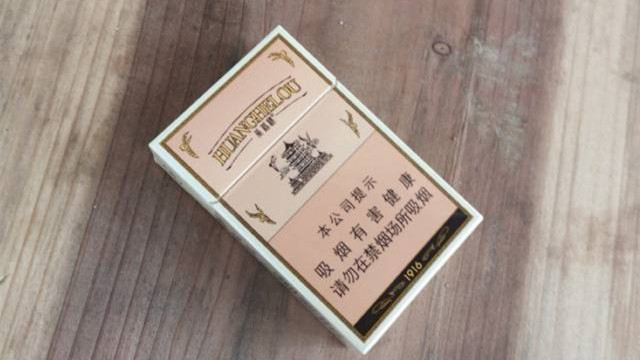 HUANGHELOU
黄鹤楼
本公司提示
吸烟有害健康
请勿在禁烟场所吸烟
1916